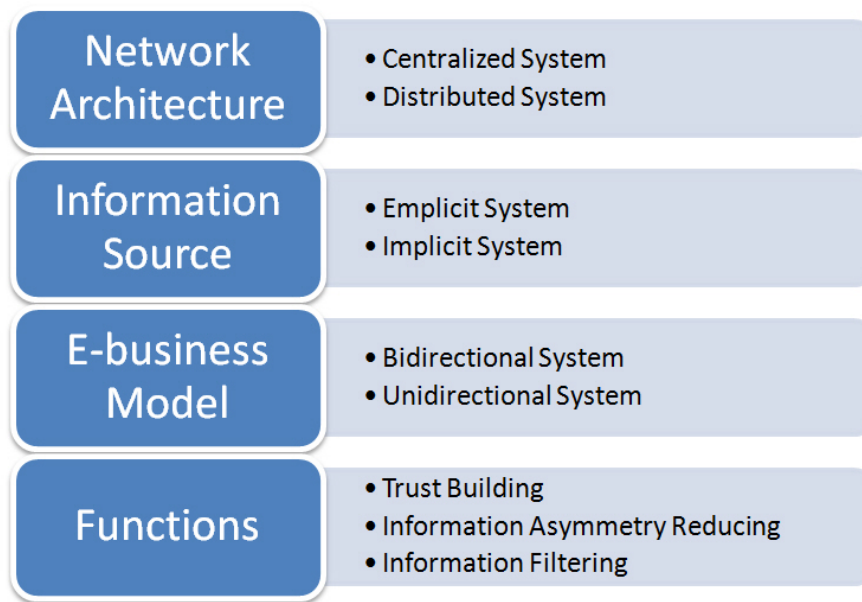 Network
Architecture
• Centralized System
• Distributed System
Information
Source
• Emplicit System
• Implicit System
E-business
Model
• Bidirectional System
• Unidirectional System
Functions
• Trust Building
• Information Asymmetry Reducing
• Information Filtering